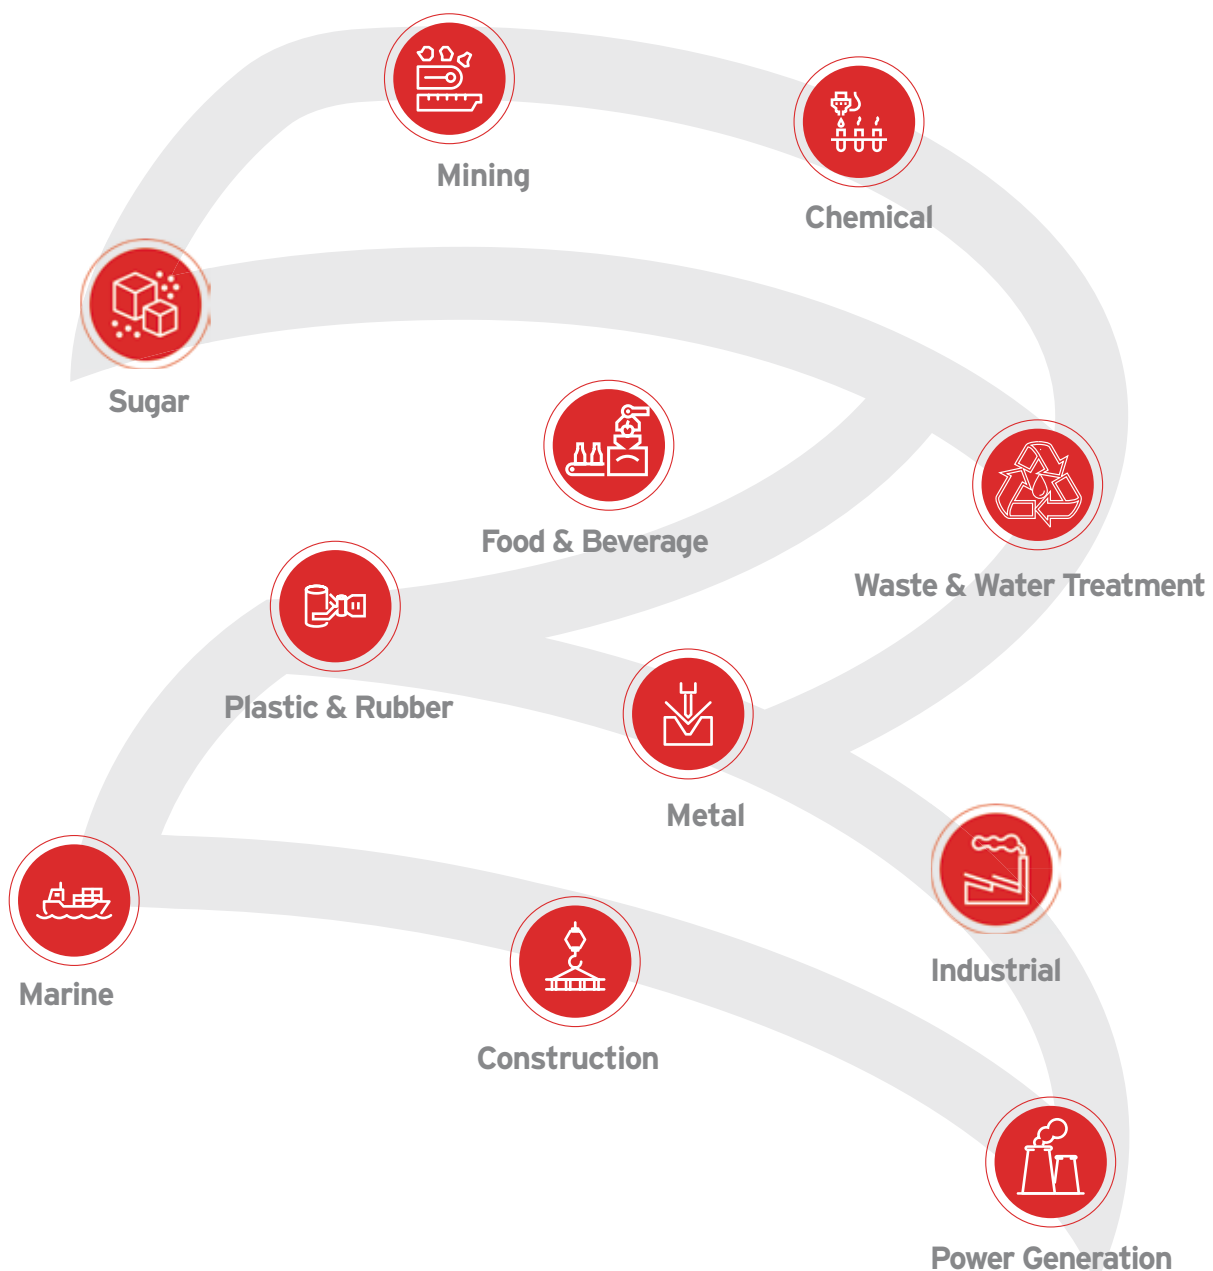 Mining
Chemical
Sugar
Food & Beverage
Waste & Water Treatment
Plastic & Rubber
Metal
Industrial
Marine
Construction
Power Generation